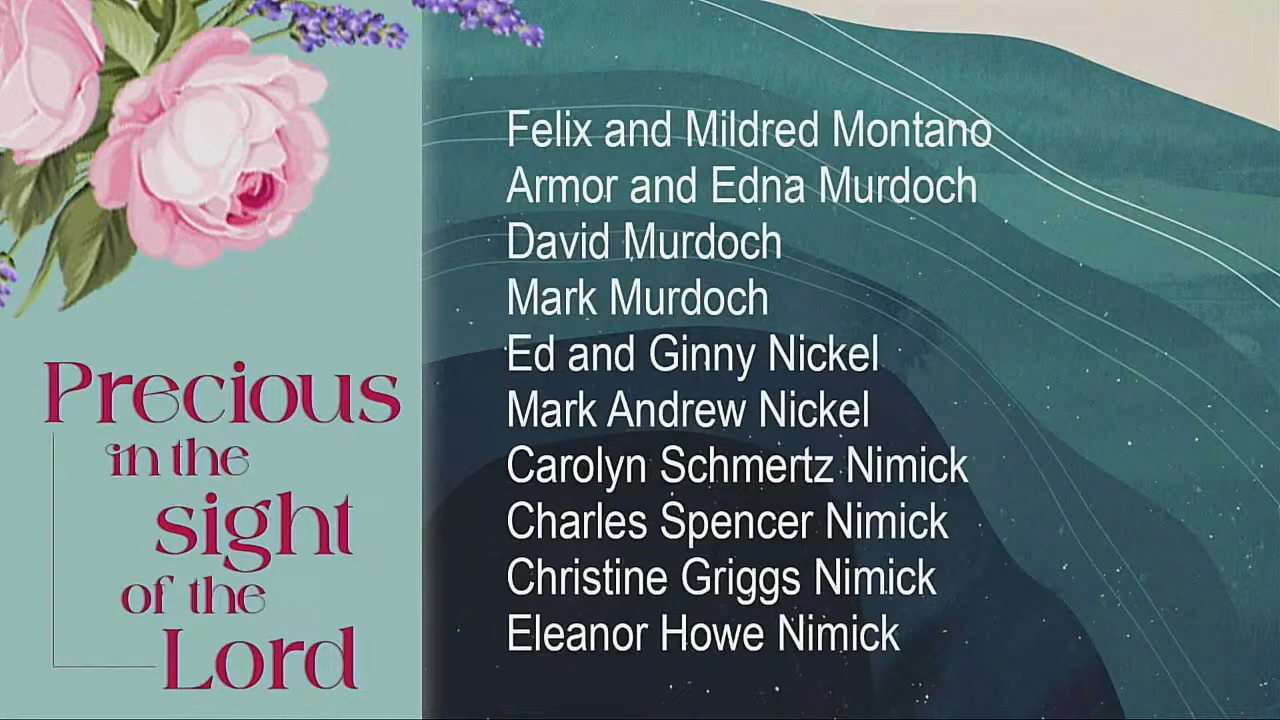 Precious
in the
sight
of the
Lord
Felix and Mildred Montano
Armor and Edna Murdoch
David Murdoch
Mark Murdoch
Ed and Ginny Nickel
Mark Andrew Nickel
Carolyn Schmertz Nimick
Charles Spencer Nimick
Christine Griggs Nimick
Eleanor Howe Nimick